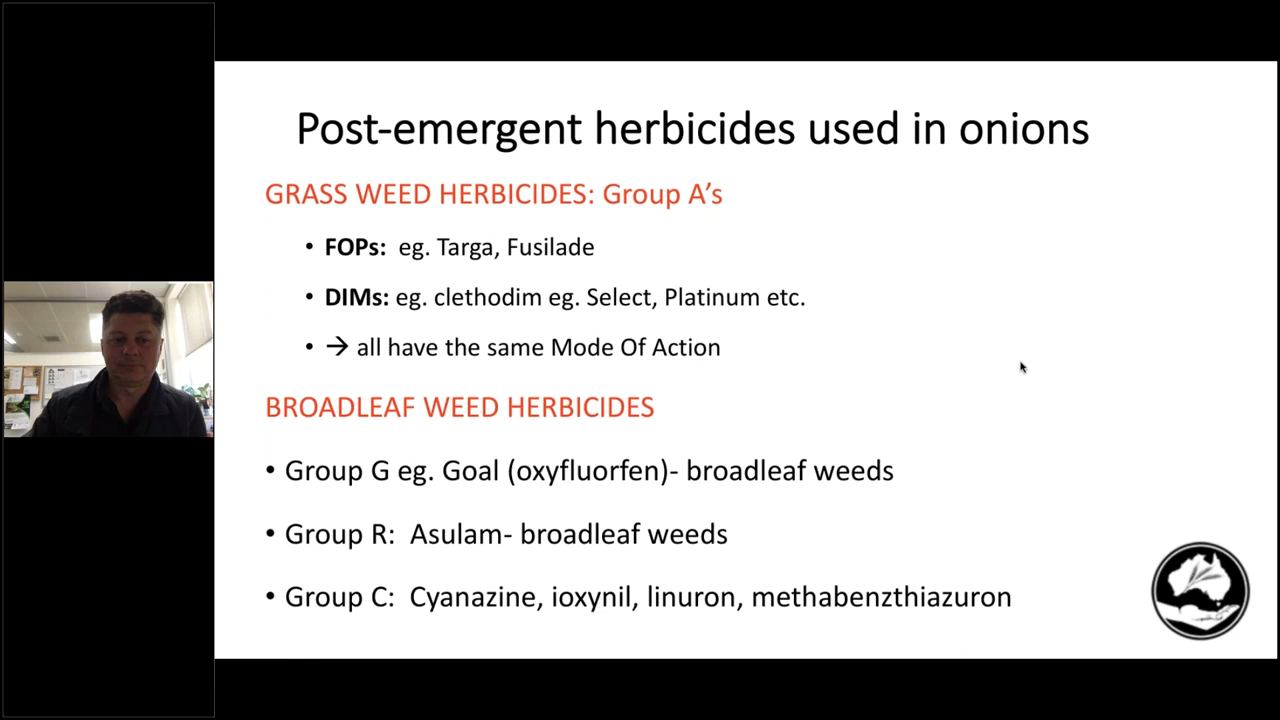 Post-emergent herbicides used in onions
GRASS WEED HERBICIDES: Group A’s
• FOPs: eg. Targa, Fusilade
• DIMs: eg. clethodim eg. Select, Platinum etc.
• → all have the same Mode Of Action
BROADLEAF WEED HERBICIDES
• Group G eg. Goal (oxyfluorfen)- broadleaf weeds
• Group R: Asulam- broadleaf weeds
• Group C: Cyanazine, ioxynil, linuron, methabenzthiazuron